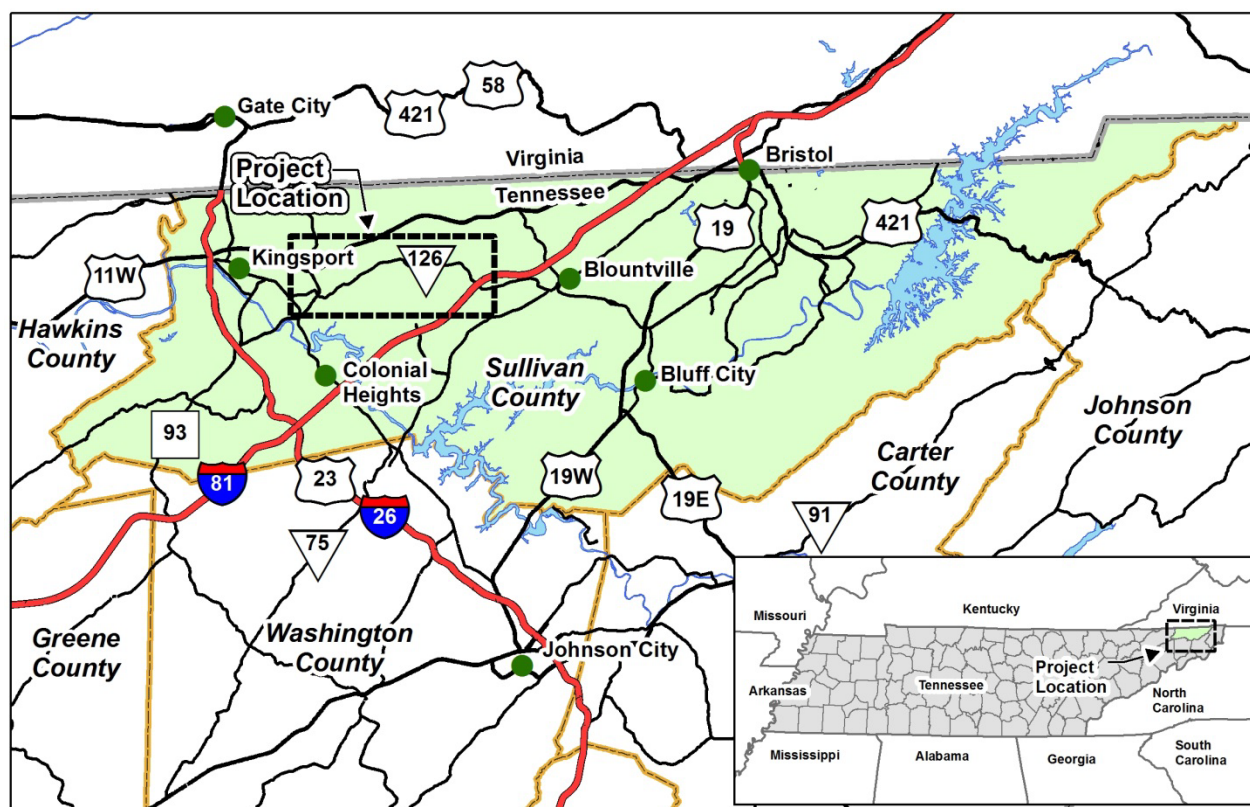 58
421
Gate City
Virginia
Project
Location
Tennessee
Bristol
19
421
126
Kingsport
11W
Blountville
Hawkins
County
Colonial
Heights
Sullivan
County
Bluff City
Johnson
County
93
Carter
County
81
23
19W
19E
26
91
75
Greene
County
Washington
County
Johnson City
Missouri
Kentucky
Virginia
Project
Location
Arkansas
Tennessee
North
Carolina
Mississippi
Alabama
Georgia
South
Carolina